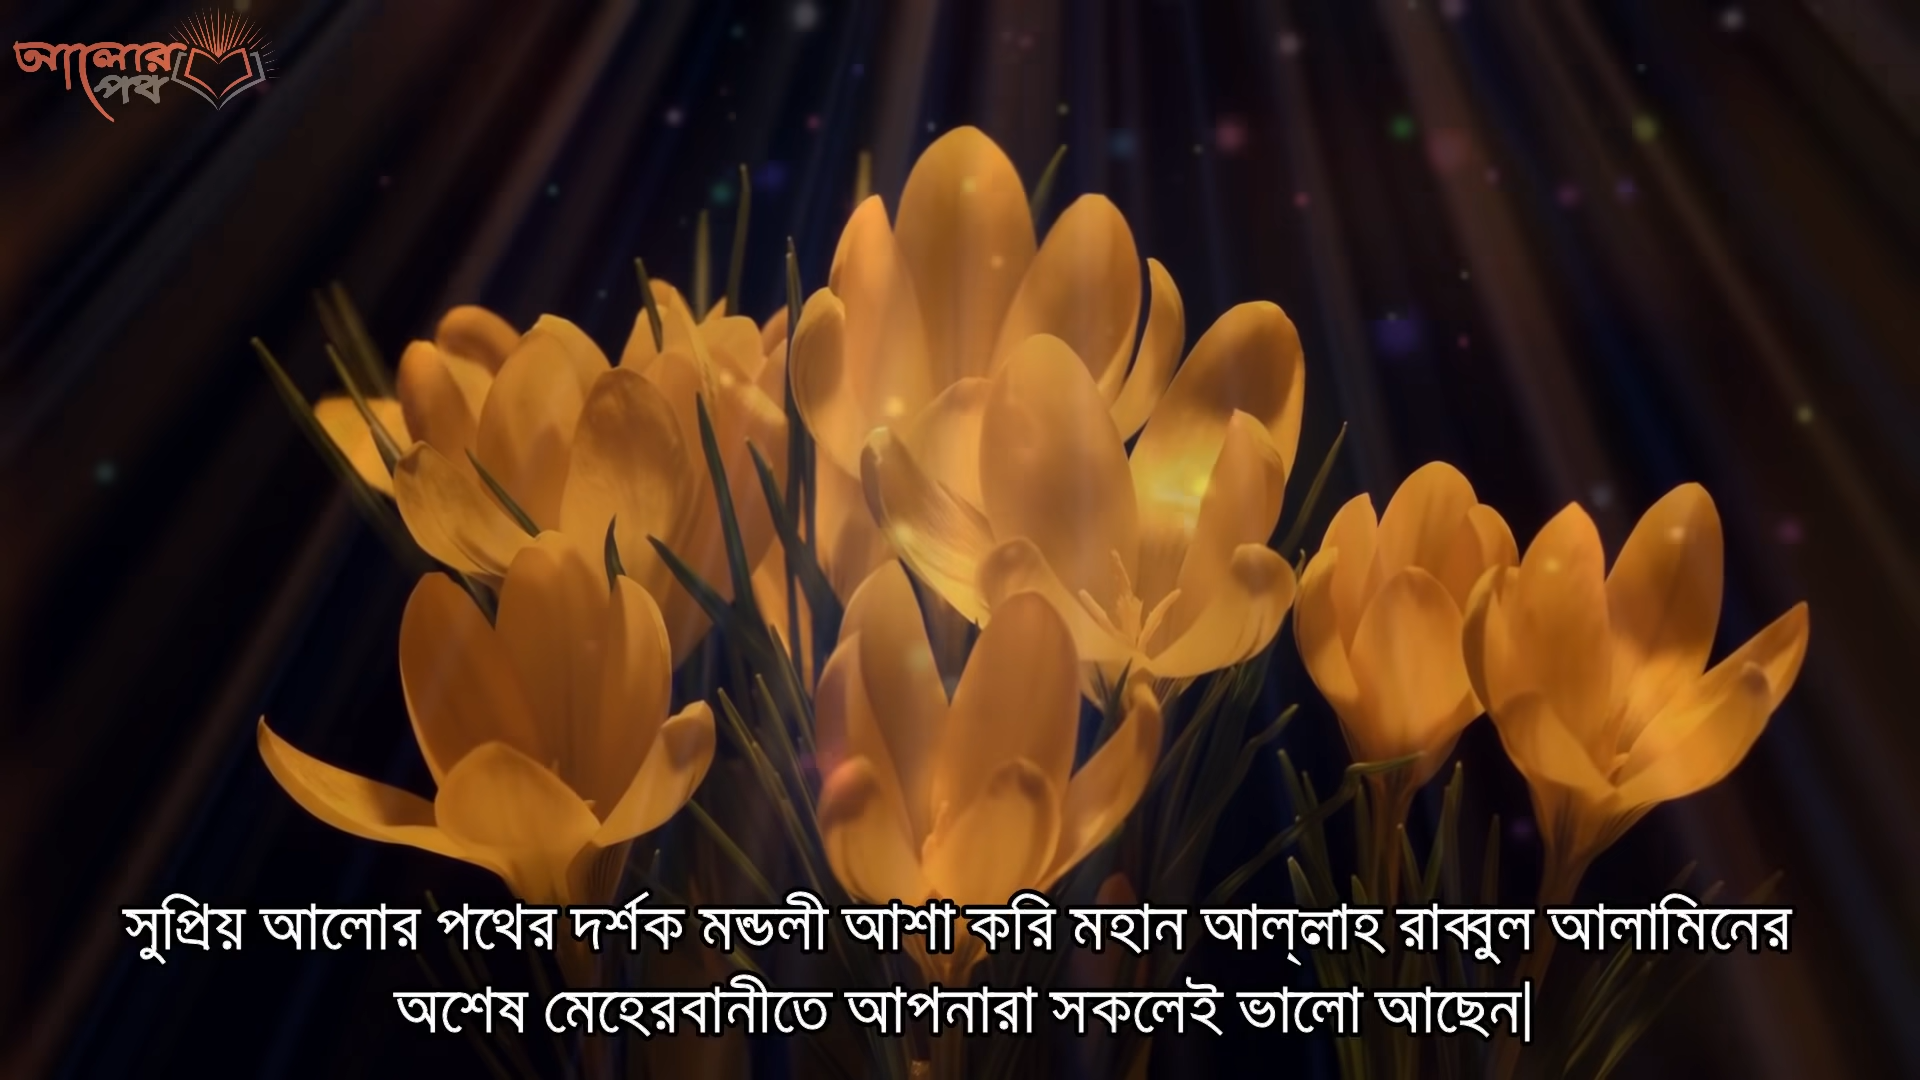 আলোর
পথ
সুপ্রিয় আলোর পথের দর্শক মন্ডলী আশা করি মহান আল্লাহ রাব্বুল আলামিনের
অশেষ মেহেরবানীতে আপনারা সকলেই ভালো আছেন|